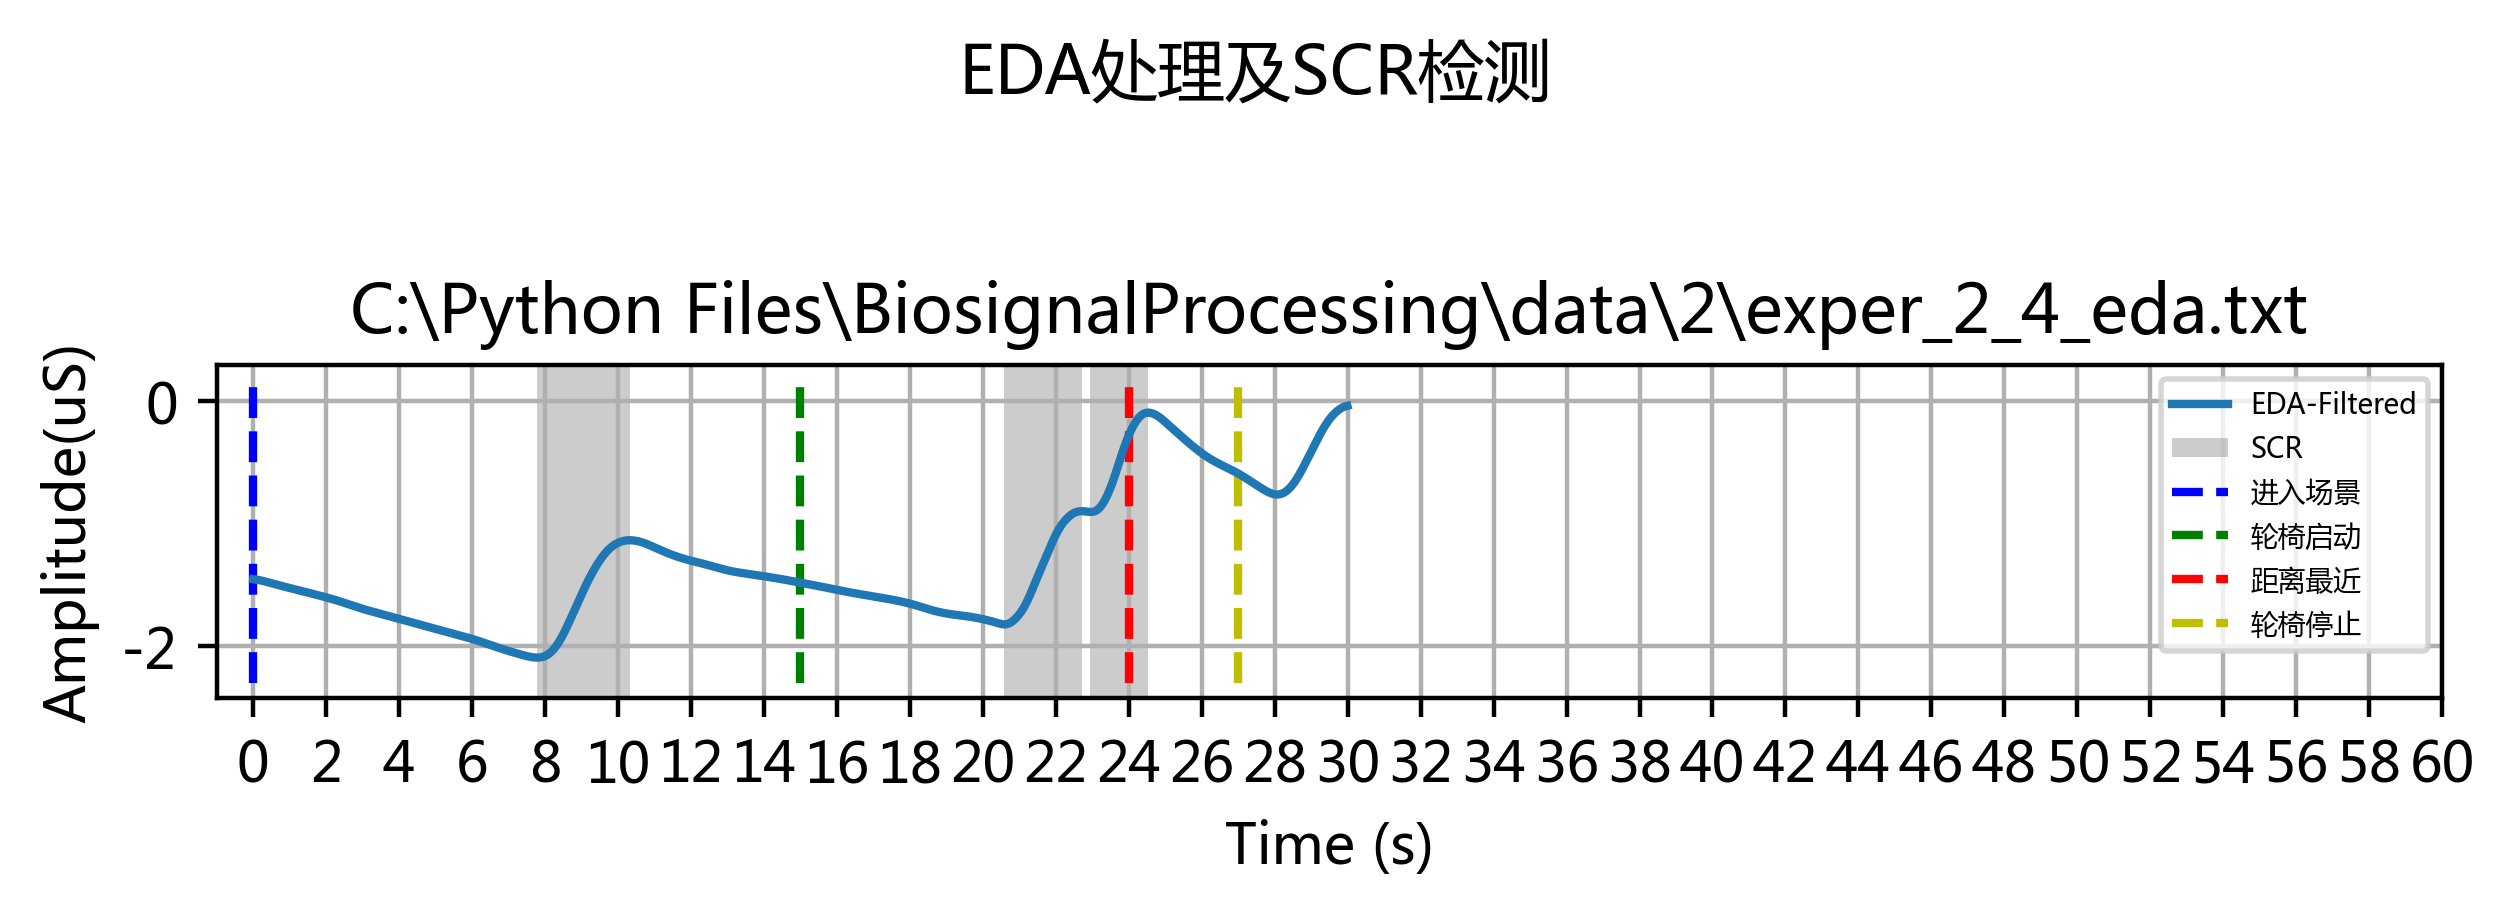 EDA处理及SCR检测
C:\Python Files\BiosignalProcessing\data\2\exper_2_4_eda.txt
Amplitude(uS)
0
-2
EDA-Filtered
SCR
进入场景
轮椅启动
距离最近
轮椅停止
0 2 4 6 8 10 12 14 16 18 20 22 24 26 28 30 32 34 36 38 40 42 44 46 48 50 52 54 56 58 60
Time (s)